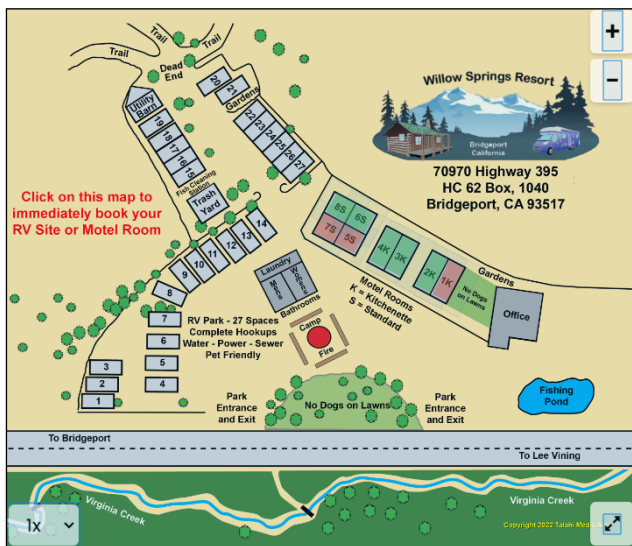 Trail
Trail
Trail
Dead
End
+
−
Utility
Barn
20
21
Gardens
19
18
17
16
15
22
23
24
25
26
27
Fish Cleaning
Station
Trash
Yard
Willow Springs Resort
Bridgeport
California
70970 Highway 395
HC 62 Box, 1040
Bridgeport, CA 93517
Click on this map to
immediately book your
RV Site or Motel Room
8
9
10
11
12
13
14
8S
6S
7S
5S
4K
3K
2K
1K
Motel Rooms
K = Kitchenette
S = Standard
No Dogs
on Lawns
Gardens
Office
Laundry
Mens
Womens
Bathrooms
Camp
Fire
7
6
5
4
RV Park - 27 Spaces
Complete Hookups
Water - Power - Sewer
Pet Friendly
3
2
1
Park
Entrance
and Exit
No Dogs on Lawns
Park
Entrance
and Exit
Fishing
Pond
To Bridgeport
To Lee Vining
Virginia Creek
Virginia Creek
1x
Copyright 2022 Talahi Media